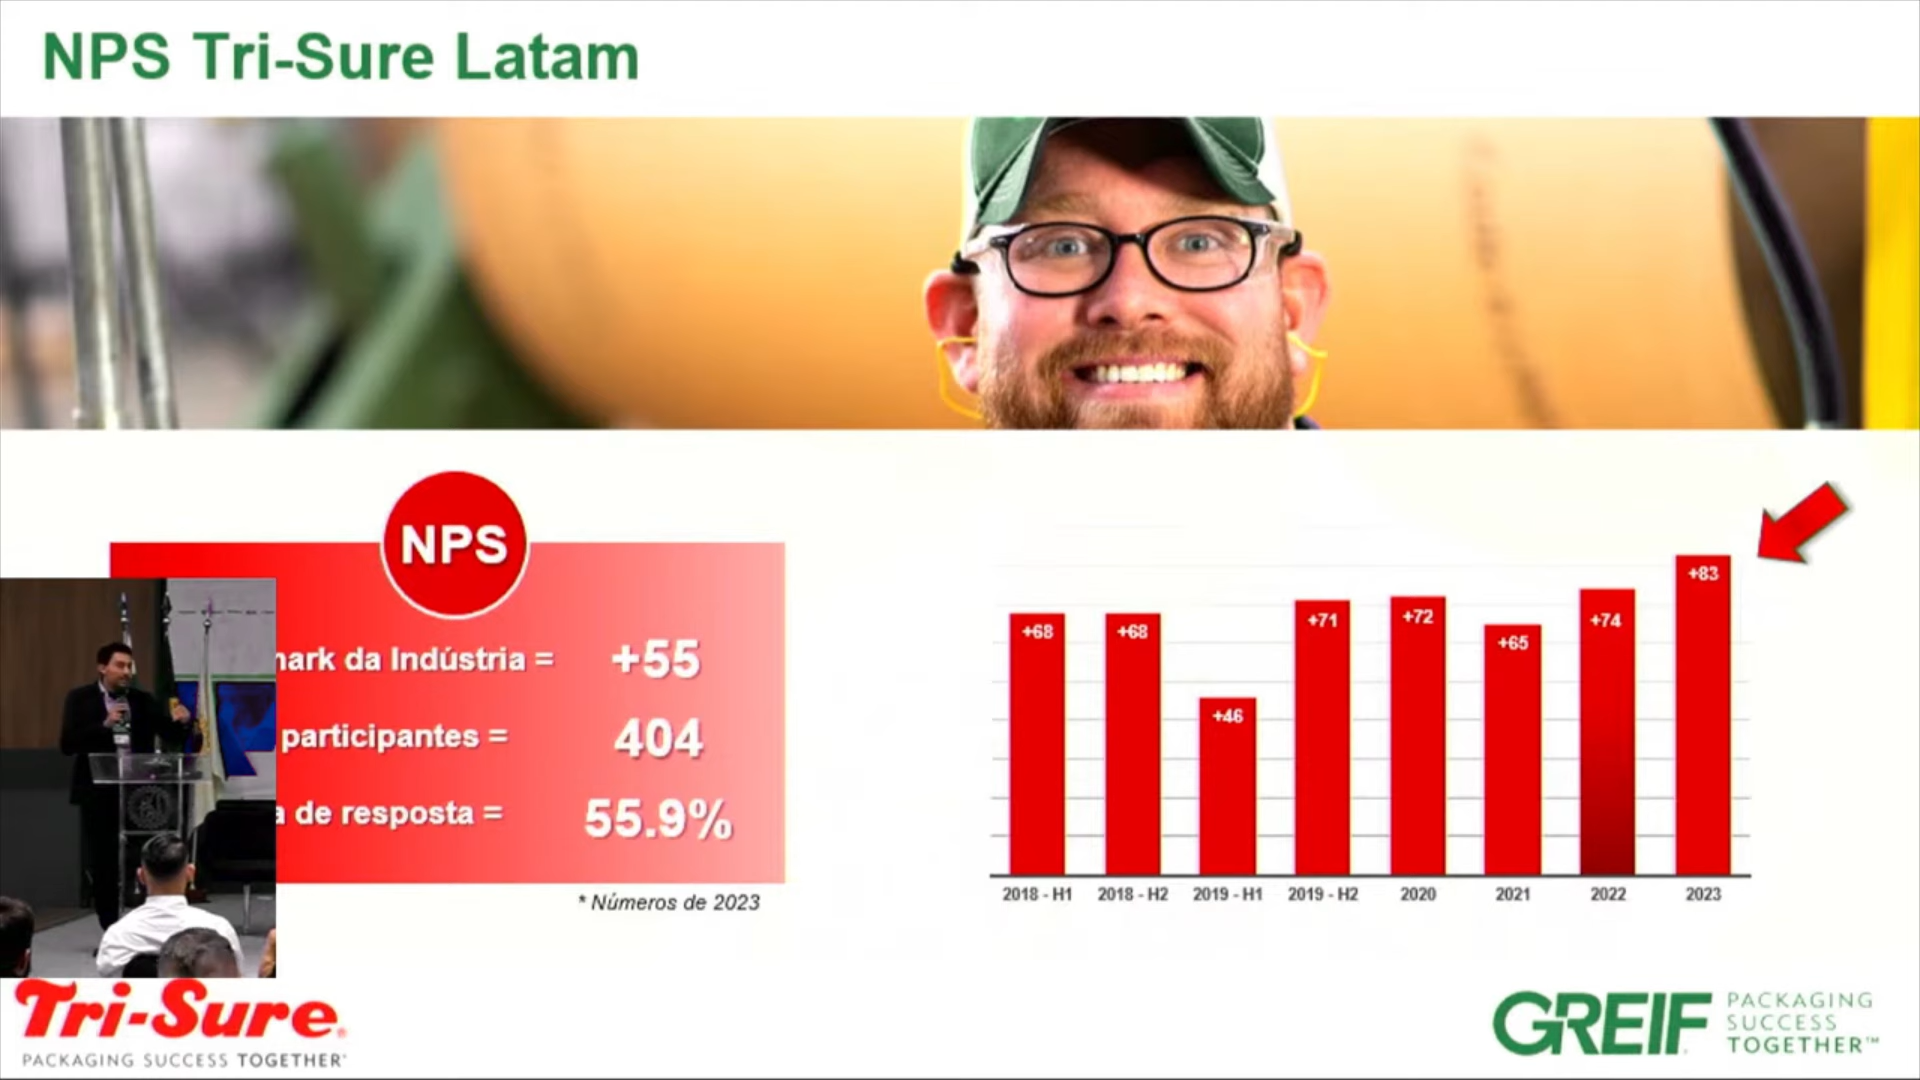 NPS Tri-Sure Latam
NPS
da Indústria = +55
participantes = 404
de resposta = 55.9%
* Números de 2023
+68
+68
+46
+71
+72
+65
+74
+83
2018 - H1 2018 - H2 2019 - H1 2019 - H2 2020 2021 2022 2023
Tri-Sure
PACKAGING SUCCESS TOGETHER
GREIF
PACKAGING
SUCCESS
TOGETHER™